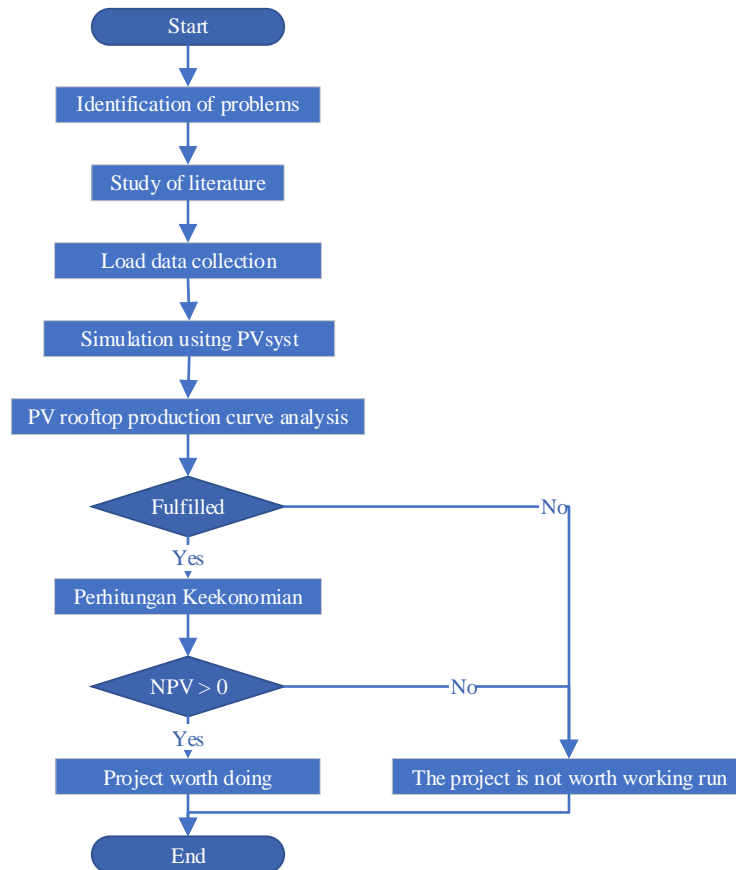 Start
Identification of problems
Study of literature
Load data collection
Simulation usitng PVsyst
PV rooftop production curve analysis
Fulfilled
No
Yes
Perhitungan Keekonomian
NPV > 0
No
Yes
Project worth doing
The project is not worth working run
End